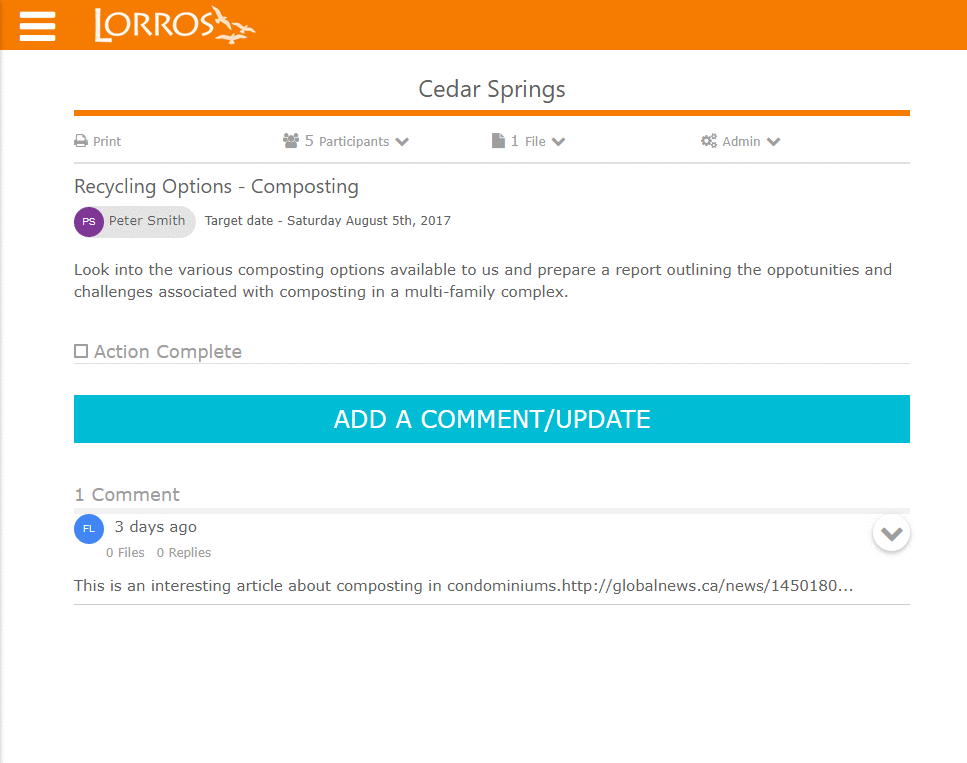 LORROS
Cedar Springs
Print
5 Participants
1 File
Admin
Recycling Options - Composting
PS Peter Smith Target date - Saturday August 5th, 2017
Look into the various composting options available to us and prepare a report outlining the oppotunities and
challenges associated with composting in a multi-family complex.
Action Complete
ADD A COMMENT/UPDATE
1 Comment
FL 3 days ago
0 Files 0 Replies
This is an interesting article about composting in condominiums.http://globalnews.ca/news/1450180...